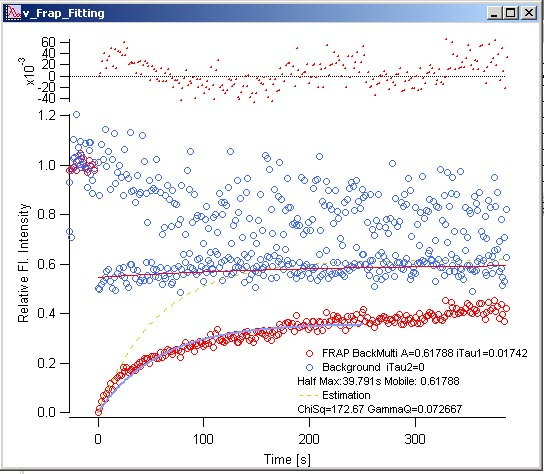 v_Frap_Fitting
60
40
20
0
-20
-40
x10⁻³
1.2
1.0
0.8
0.6
0.4
0.2
0.0
Relative Fl. Intensity
FRAP BackMulti A=0.61788 iTau1=0.01742
Background iTau2=0
Half Max:39.791s Mobile: 0.61788
Estimation
ChiSq=172.67 GammaQ=0.072667
0 100 200 300
Time [s]